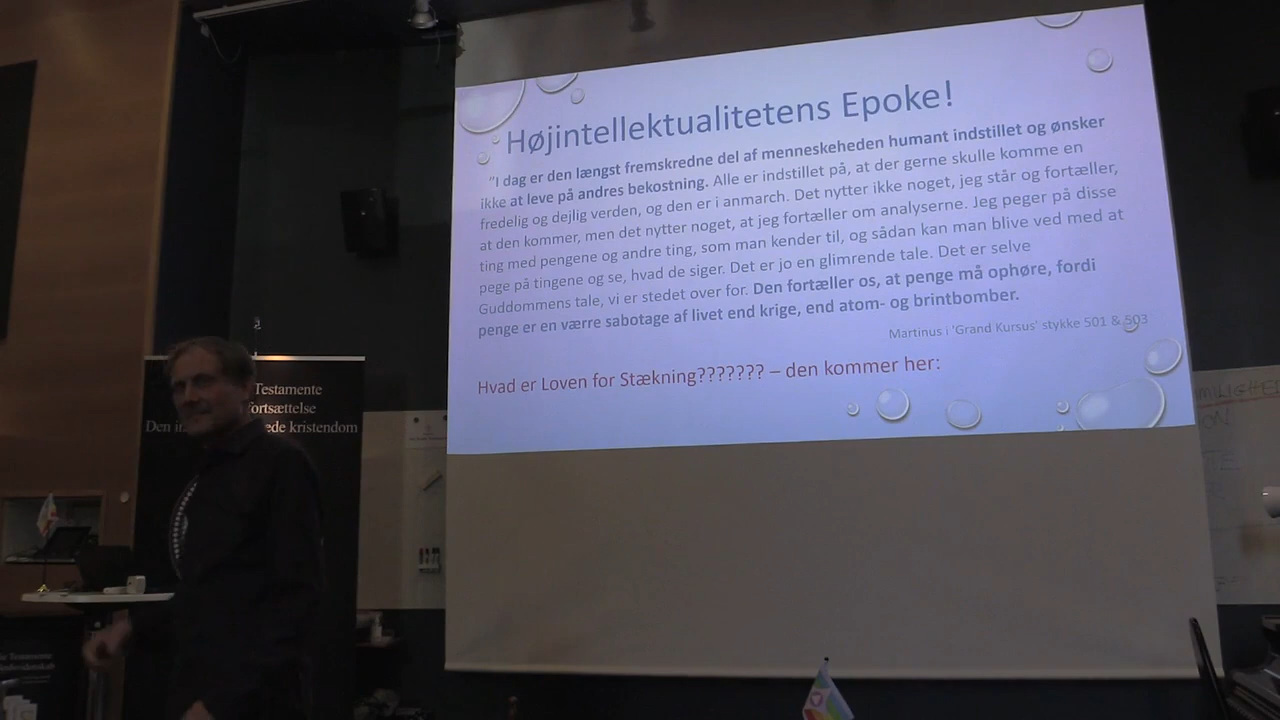 Højintellektualitetens Epoke!
”I dag er den længst fremskredne del af menneskeheden humant indstillet og ønsker
ikke at leve på andres bekostning. Alle er indstillet på, at der gerne skulle komme en
fredelig og dejlig verden, og den er i anmarch. Det nytter ikke noget, jeg står og fortæller,
at den kommer, men det nytter noget, at jeg fortæller om analyserne. Jeg peger på disse
ting med pengene og andre ting, som man kender til, og sådan kan man blive ved med at
pege på tingene og se, hvad de siger. Det er jo en glimrende tale. Det er selve
Guddommens tale, vi er stedet over for. Den fortæller os, at penge må ophøre, fordi
penge er en værre sabotage af livet end krige, end atom- og brintbomber.
Martinus i 'Grand Kursus' stykke 501 & 503
Hvad er Loven for Stækning??????? – den kommer her:
Testamente
fortsættelse
Den ede kristendom